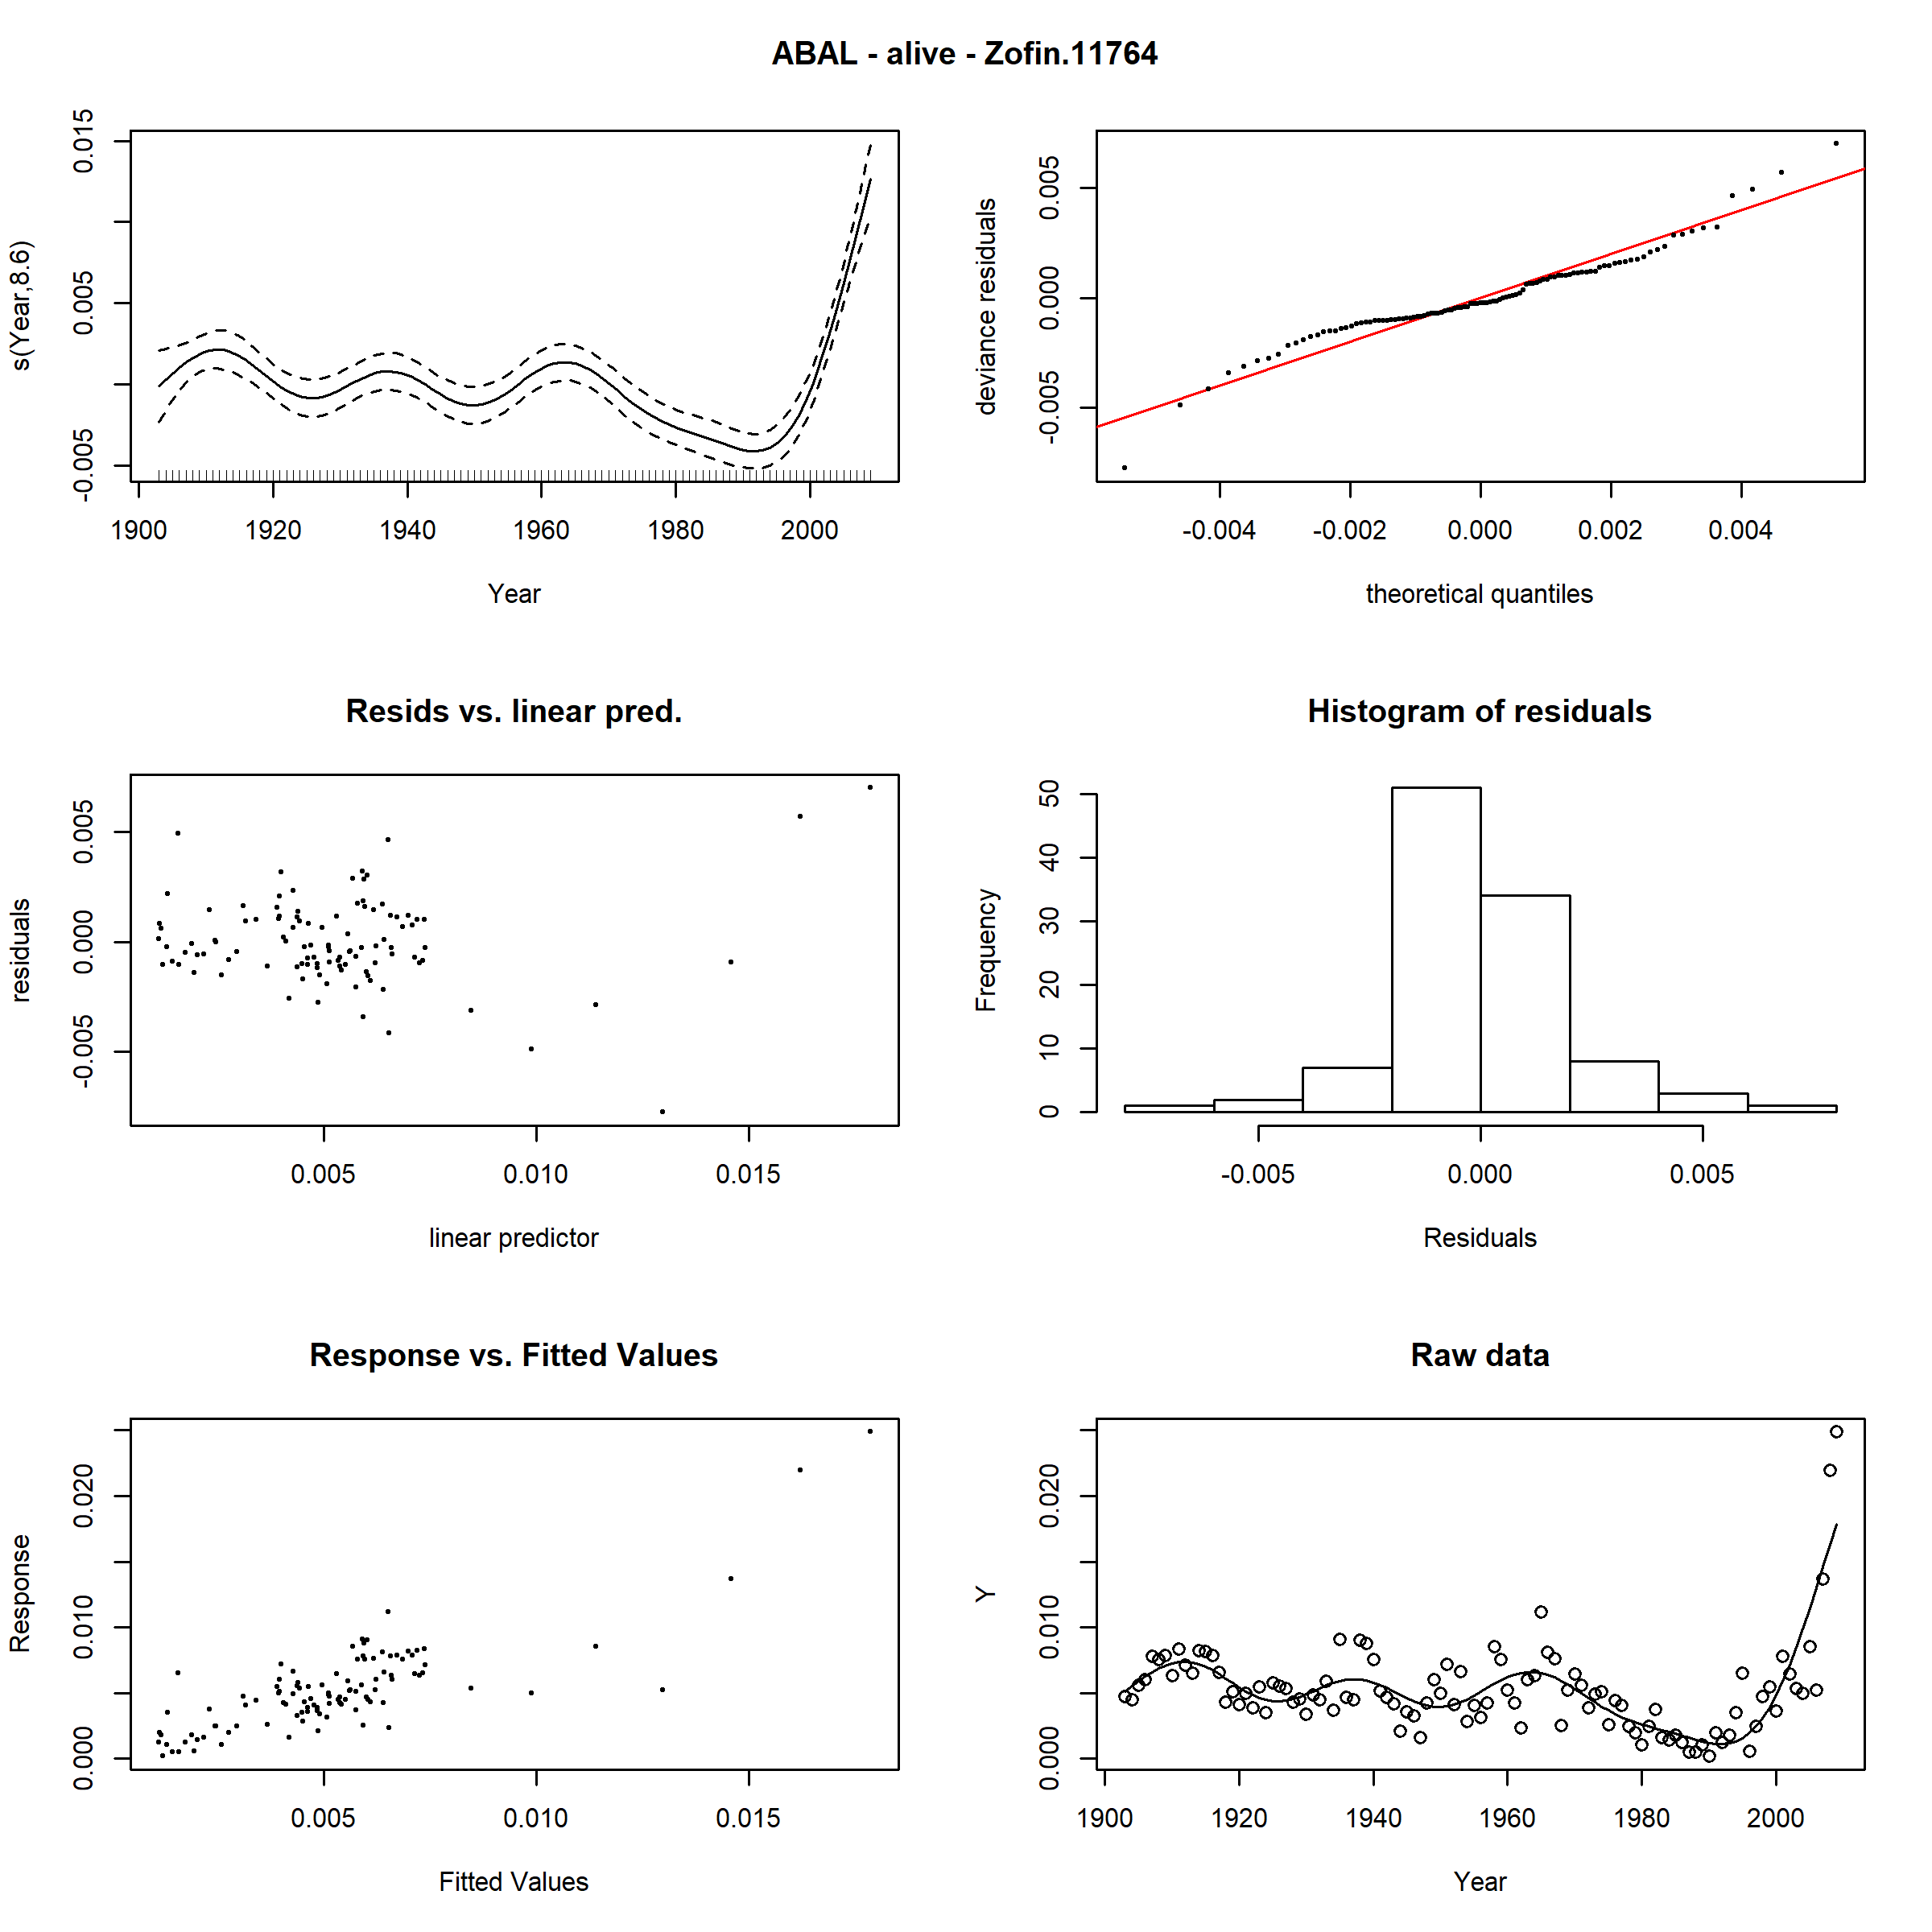 ABAL - alive - Zofin.11764
s(Year,8.6)
-0.005 0.005 0.015
1900 1920 1940 1960 1980 2000
Year
deviance residuals
-0.005 0.000 0.005
-0.004 -0.002 0.000 0.002 0.004
theoretical quantiles
Resids vs. linear pred.
residuals
-0.005 0.000 0.005
0.005 0.010 0.015
linear predictor
Histogram of residuals
Frequency
0 10 20 30 40 50
-0.005 0.000 0.005
Residuals
Response vs. Fitted Values
Response
0.000 0.010 0.020
0.005 0.010 0.015
Fitted Values
Raw data
Y
0.000 0.010 0.020
1900 1920 1940 1960 1980 2000
Year